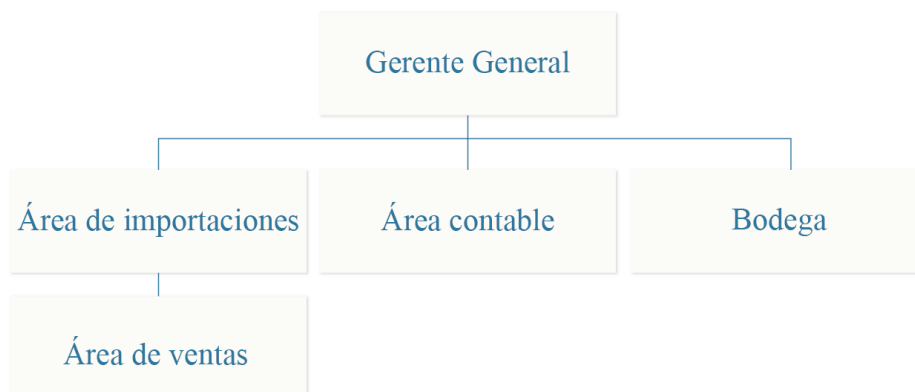 Gerente General
Área de importaciones
Área contable
Bodega
Área de ventas